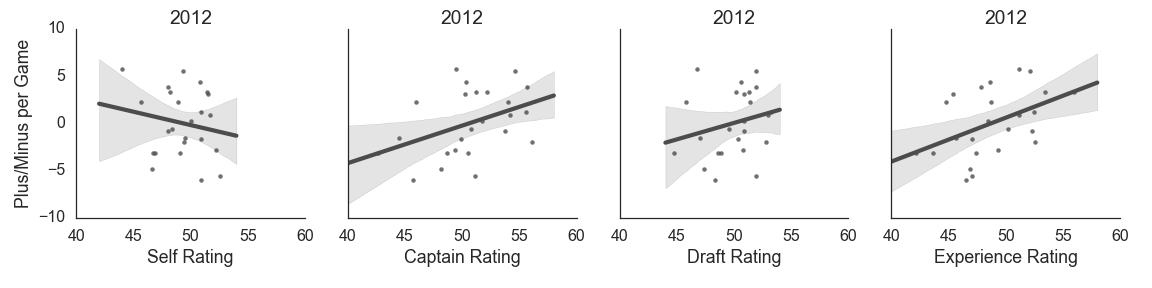 2012 2012 2012 2012
Plus/Minus per Game
10
5
0
−5
−10
40 45 50 55 60 40 45 50 55 60 40 45 50 55 60 40 45 50 55 60
Self Rating Captain Rating Draft Rating Experience Rating